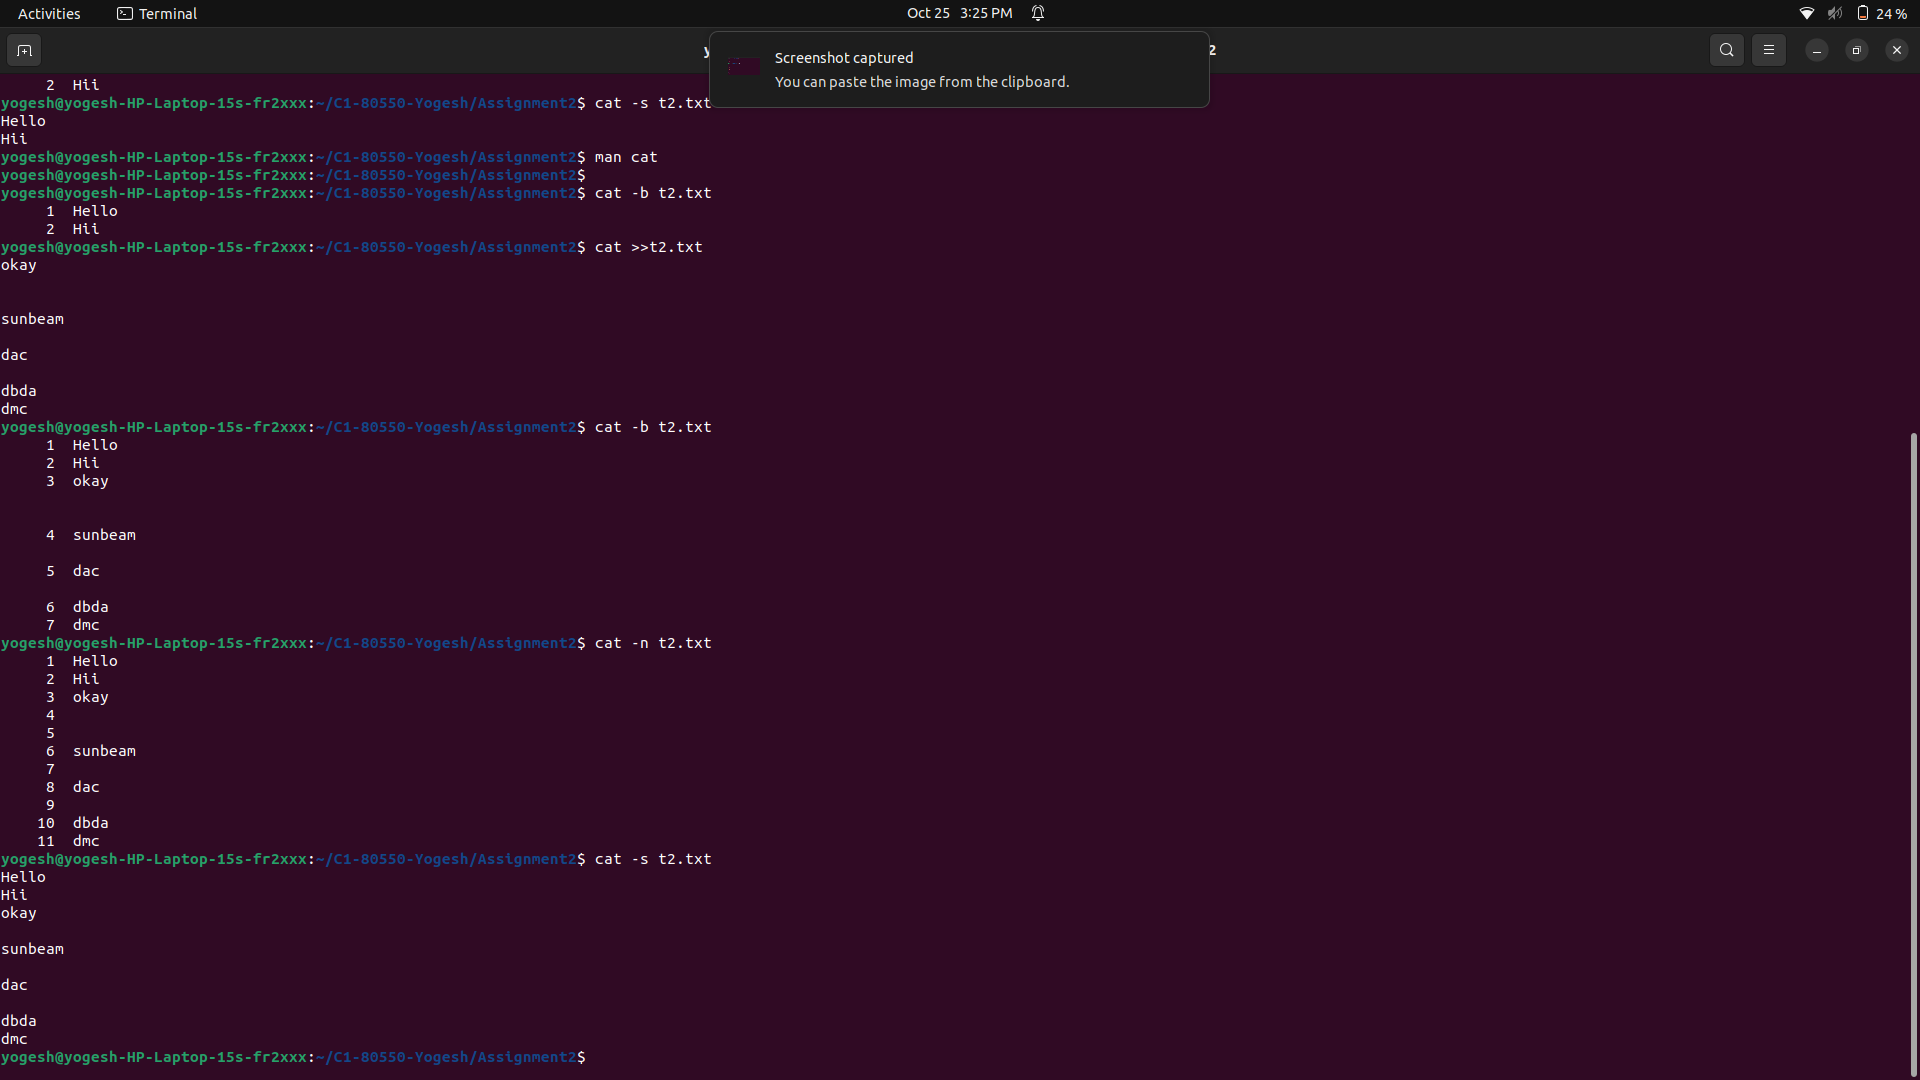 Activities Terminal Oct 25 3:25 PM 24 %
Screenshot captured
You can paste the image from the clipboard.
     2  Hii
yogesh@yogesh-HP-Laptop-15s-fr2xxx:~/C1-80550-Yogesh/Assignment2$ cat -s t2.txt
Hello
Hii
yogesh@yogesh-HP-Laptop-15s-fr2xxx:~/C1-80550-Yogesh/Assignment2$ man cat
yogesh@yogesh-HP-Laptop-15s-fr2xxx:~/C1-80550-Yogesh/Assignment2$
yogesh@yogesh-HP-Laptop-15s-fr2xxx:~/C1-80550-Yogesh/Assignment2$ cat -b t2.txt
     1  Hello
     2  Hii
yogesh@yogesh-HP-Laptop-15s-fr2xxx:~/C1-80550-Yogesh/Assignment2$ cat >>t2.txt
okay
sunbeam
dac
dbda
dmc
yogesh@yogesh-HP-Laptop-15s-fr2xxx:~/C1-80550-Yogesh/Assignment2$ cat -b t2.txt
     1  Hello
     2  Hii
     3  okay
     4  sunbeam
     5  dac
     6  dbda
     7  dmc
yogesh@yogesh-HP-Laptop-15s-fr2xxx:~/C1-80550-Yogesh/Assignment2$ cat -n t2.txt
     1  Hello
     2  Hii
     3  okay
     4
     5
     6  sunbeam
     7
     8  dac
     9
    10  dbda
    11  dmc
yogesh@yogesh-HP-Laptop-15s-fr2xxx:~/C1-80550-Yogesh/Assignment2$ cat -s t2.txt
Hello
Hii
okay
sunbeam
dac
dbda
dmc
yogesh@yogesh-HP-Laptop-15s-fr2xxx:~/C1-80550-Yogesh/Assignment2$